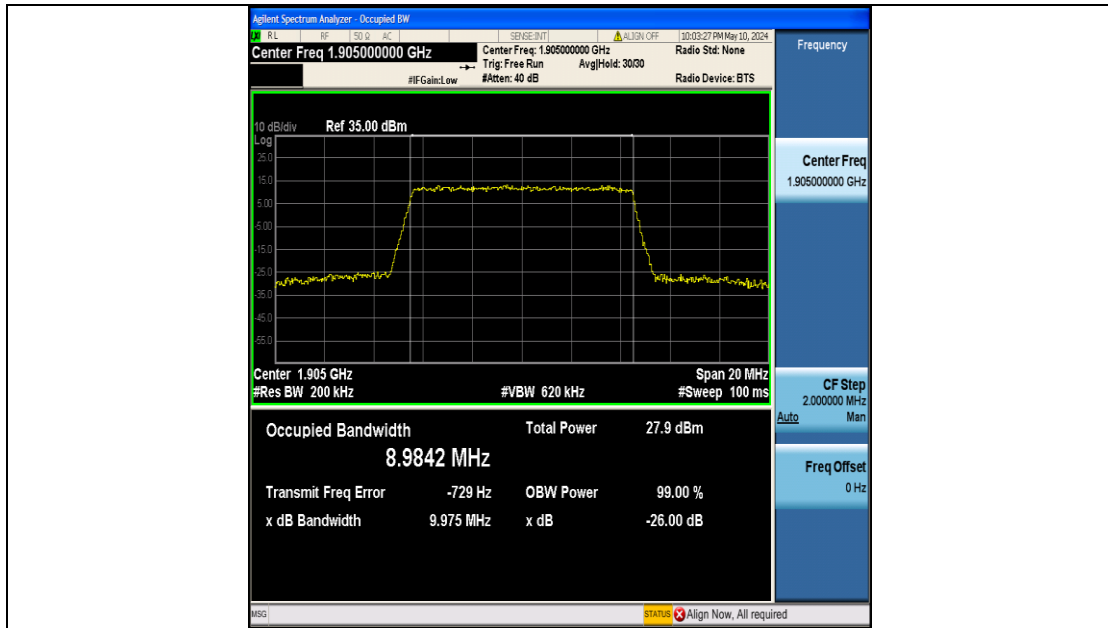 Agilent Spectrum Analyzer - Occupied BW
RL RF 50 Ω AC SENSE:INT ALIGN OFF 10:03:27 PM May 10, 2024
Center Freq 1.905000000 GHz
Center Freq: 1.905000000 GHz
Radio Std: None
Trig: Free Run Avg|Hold: 30/30
#IFGain:Low
#Atten: 40 dB
Radio Device: BTS
10 dB/div Ref 35.00 dBm
Log
25.0
15.0
5.00
-5.00
-15.0
-25.0
-35.0
-45.0
-55.0
Center 1.905 GHz Span 20 MHz
#Res BW 200 kHz #VBW 620 kHz #Sweep 100 ms
Occupied Bandwidth Total Power 27.9 dBm
8.9842 MHz
Transmit Freq Error -729 Hz OBW Power 99.00 %
x dB Bandwidth 9.975 MHz x dB -26.00 dB
Frequency
Center Freq
1.905000000 GHz
CF Step
2.000000 MHz
Auto Man
Freq Offset
0 Hz
MSG STATUS Align Now, All required